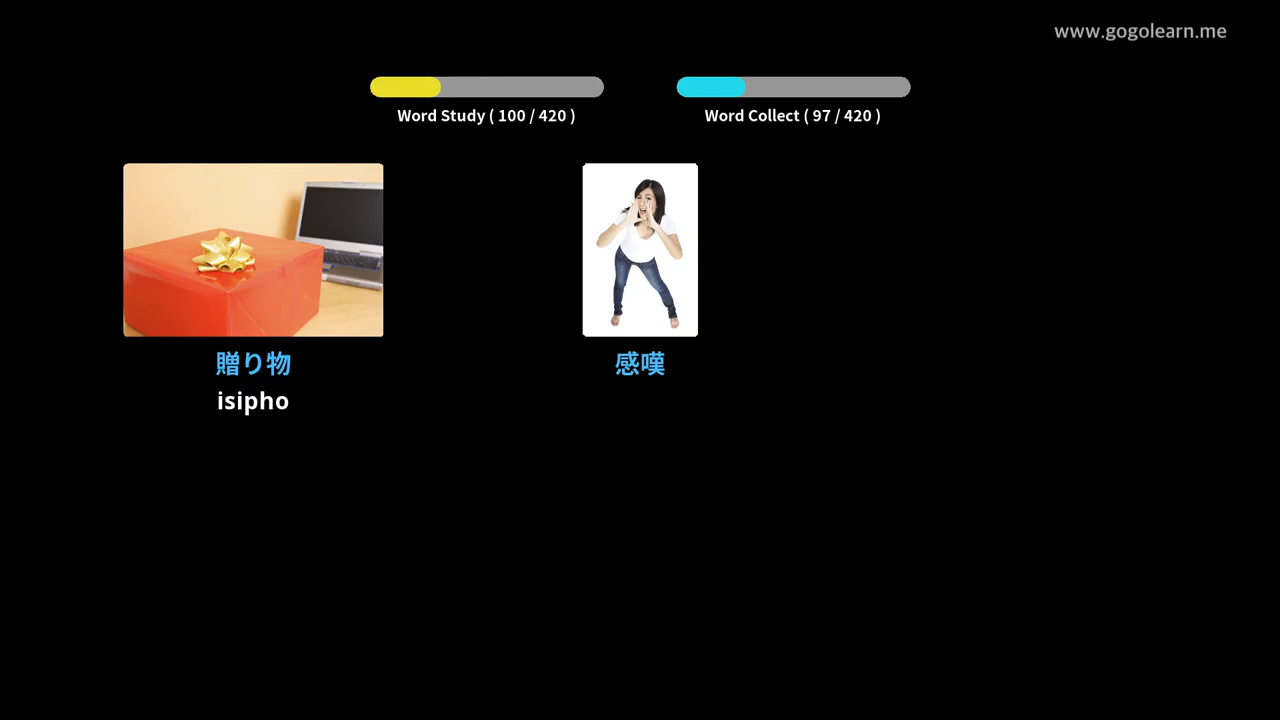 www.gogolearn.me
Word Study ( 100 / 420 )
Word Collect ( 97 / 420 )
贈り物
感嘆
isipho